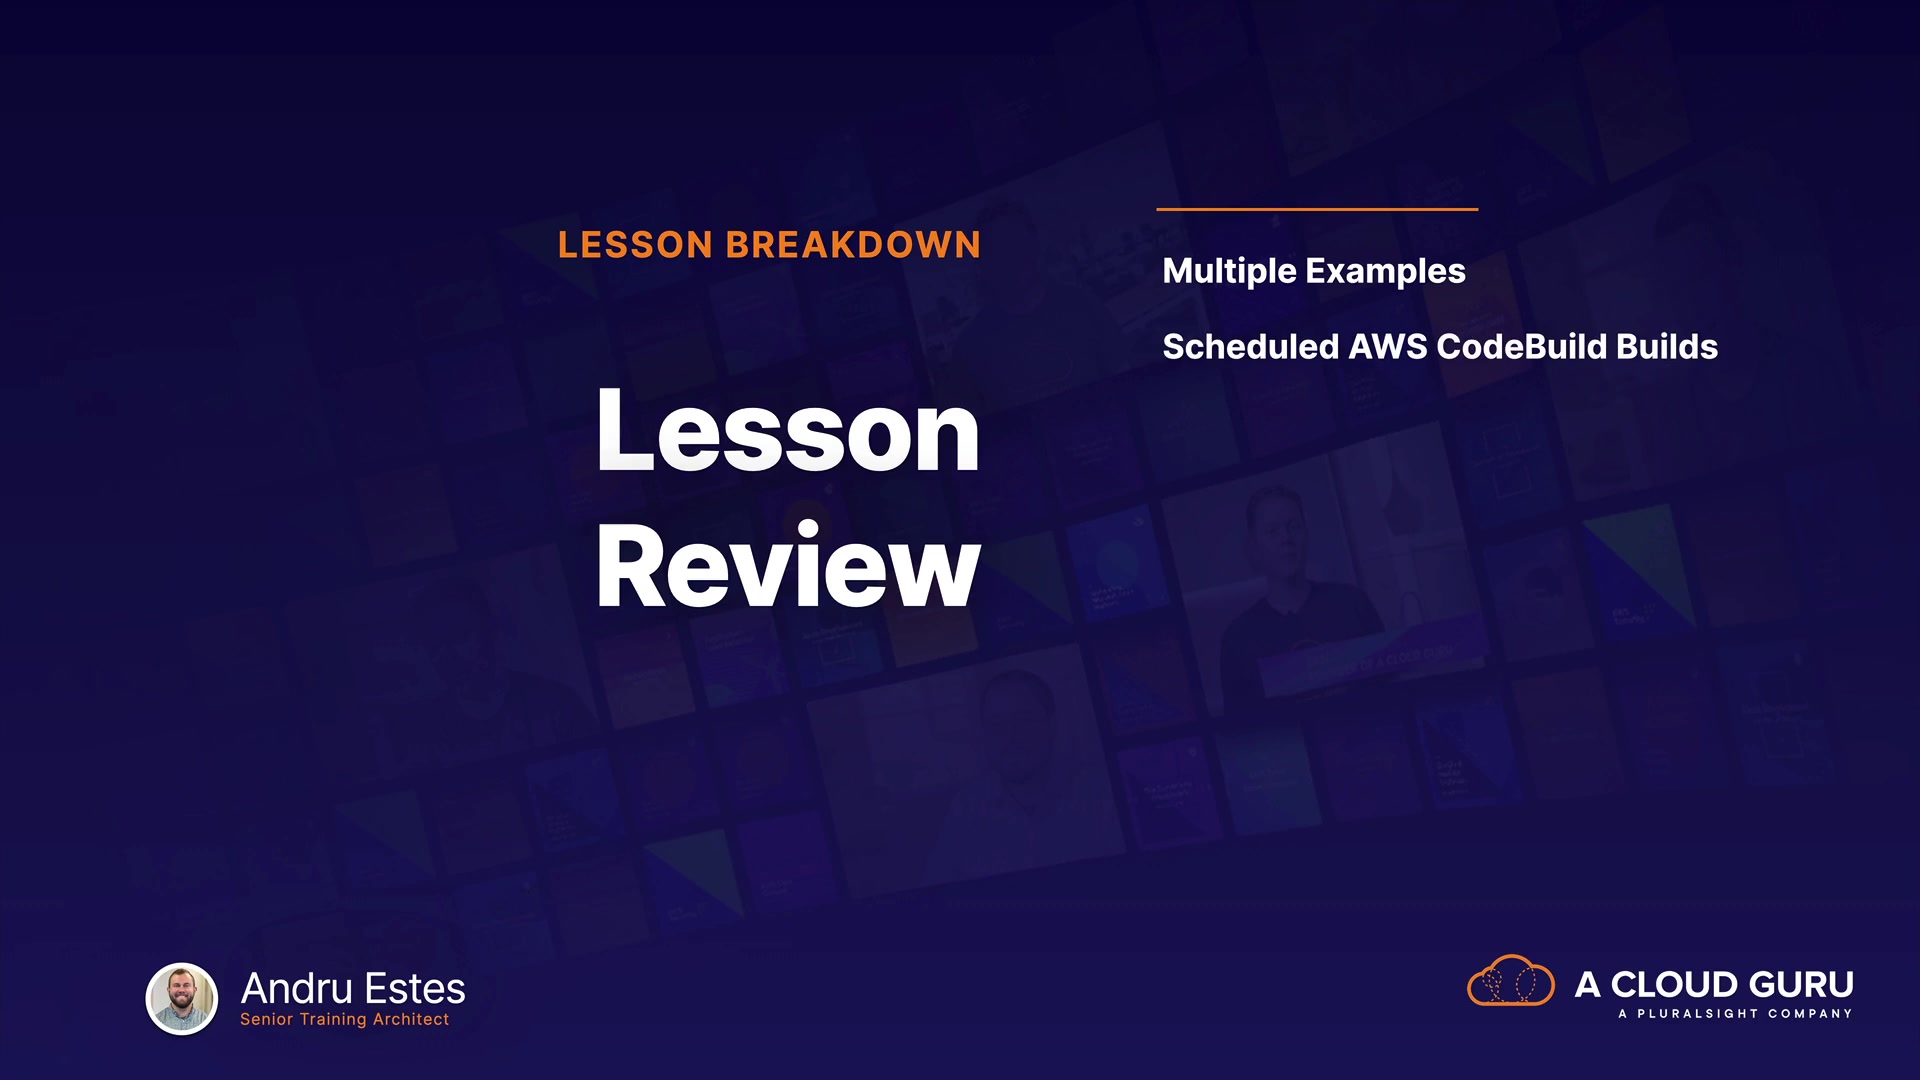 LESSON BREAKDOWN
Lesson
Review
Multiple Examples
Scheduled AWS CodeBuild Builds
Andru Estes
Senior Training Architect
A CLOUD GURU
A PLURALSIGHT COMPANY